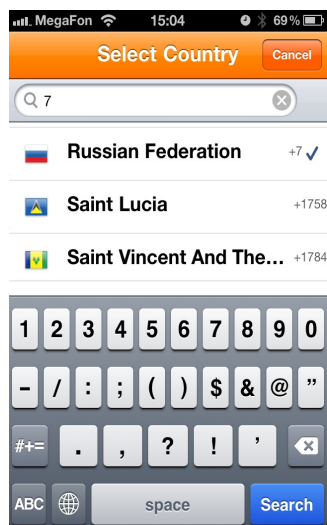 MegaFon 15:04 69%
Select Country Cancel
7
Russian Federation +7
Saint Lucia +1758
Saint Vincent And The... +1784
1 2 3 4 5 6 7 8 9 0
- / : ; ( ) $ & @ "
#+= . , ? ! '
ABC space Search